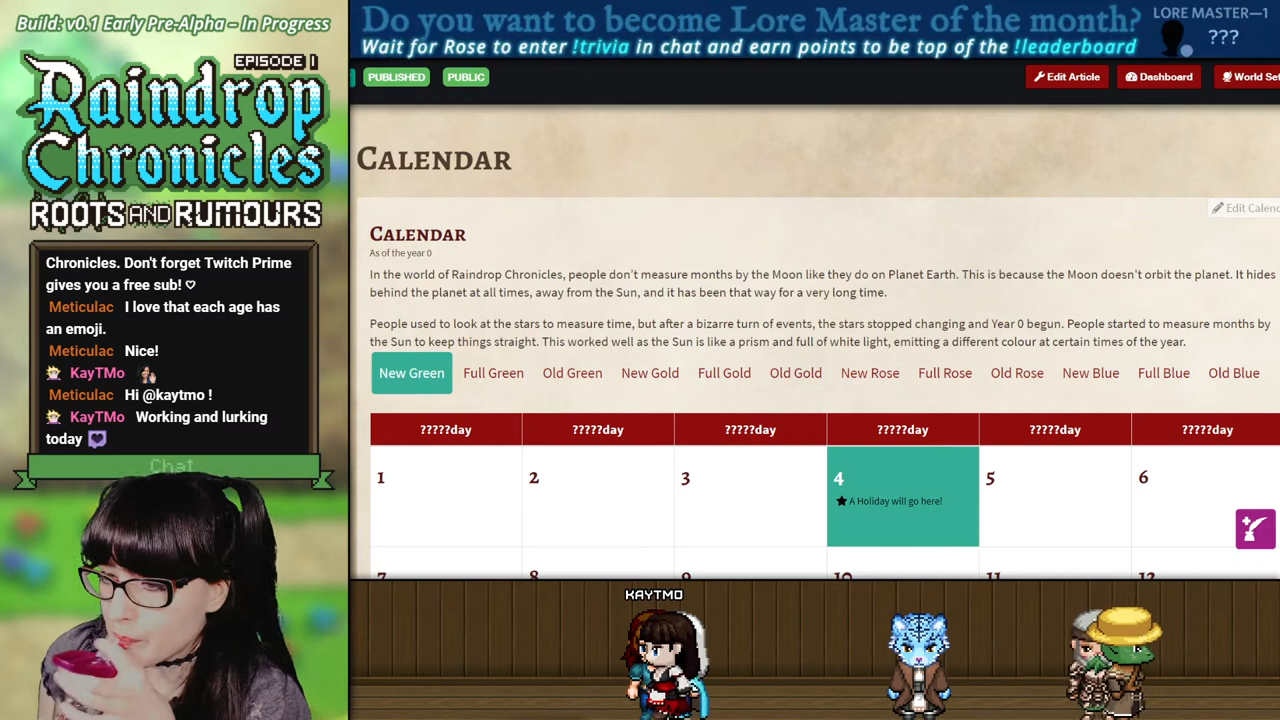 Build: v0.1 Early Pre-Alpha – In Progress
EPISODE 1
Raindrop
Chronicles
ROOTS AND RUMOURS
Chronicles. Don't forget Twitch Prime
gives you a free sub! ♡
Meticulac I love that each age has
an emoji.
Meticulac Nice!
KayTMo
Meticulac Hi @kaytmo !
KayTMo Working and lurking
today
Chat
Do you want to become Lore Master of the month?
Wait for Rose to enter !trivia in chat and earn points to be top of the !leaderboard
LORE MASTER—1
???
PUBLISHED
PUBLIC
Edit Article
Dashboard
World Set
CALENDAR
Edit Calend
CALENDAR
As of the year 0
In the world of Raindrop Chronicles, people don't measure months by the Moon like they do on Planet Earth. This is because the Moon doesn't orbit the planet. It hides
behind the planet at all times, away from the Sun, and it has been that way for a very long time.
People used to look at the stars to measure time, but after a bizarre turn of events, the stars stopped changing and Year 0 begun. People started to measure months by
the Sun to keep things straight. This worked well as the Sun is like a prism and full of white light, emitting a different colour at certain times of the year.
New Green Full Green Old Green New Gold Full Gold Old Gold New Rose Full Rose Old Rose New Blue Full Blue Old Blue
?????day ?????day ?????day ?????day ?????day ?????day
1 2 3 4 5 6
★ A Holiday will go here!
7 8 9 10 11 12
KAYTMO